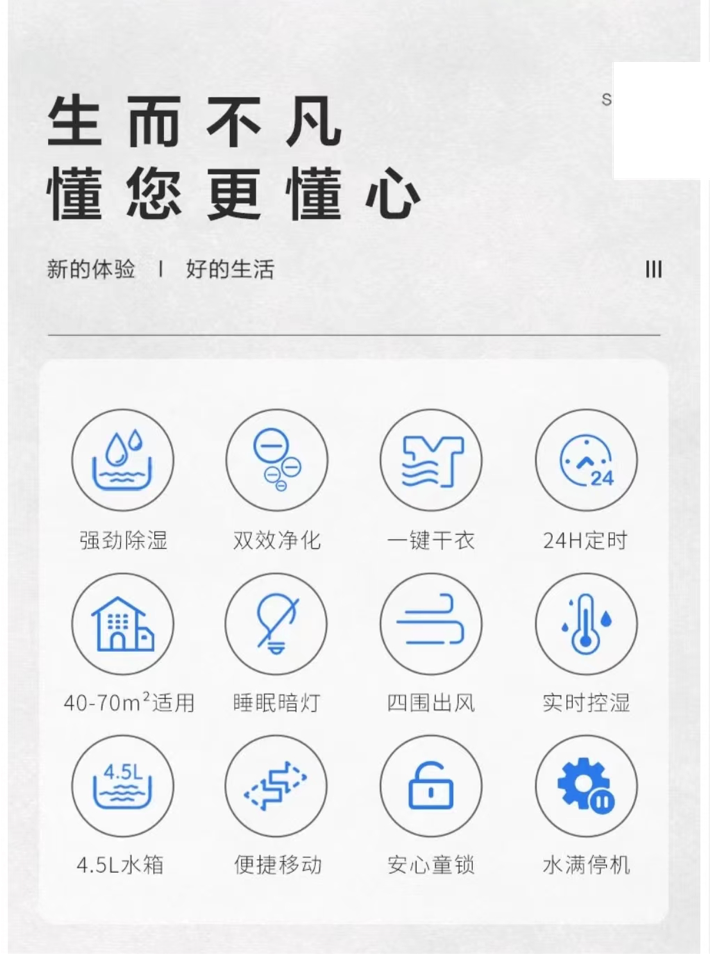 生而不凡
懂您更懂心
新的体验 | 好的生活
24
强劲除湿 双效净化 一键干衣 24H定时
40-70m²适用 睡眠暗灯 四围出风 实时控湿
4.5L
4.5L水箱 便捷移动 安心童锁 水满停机